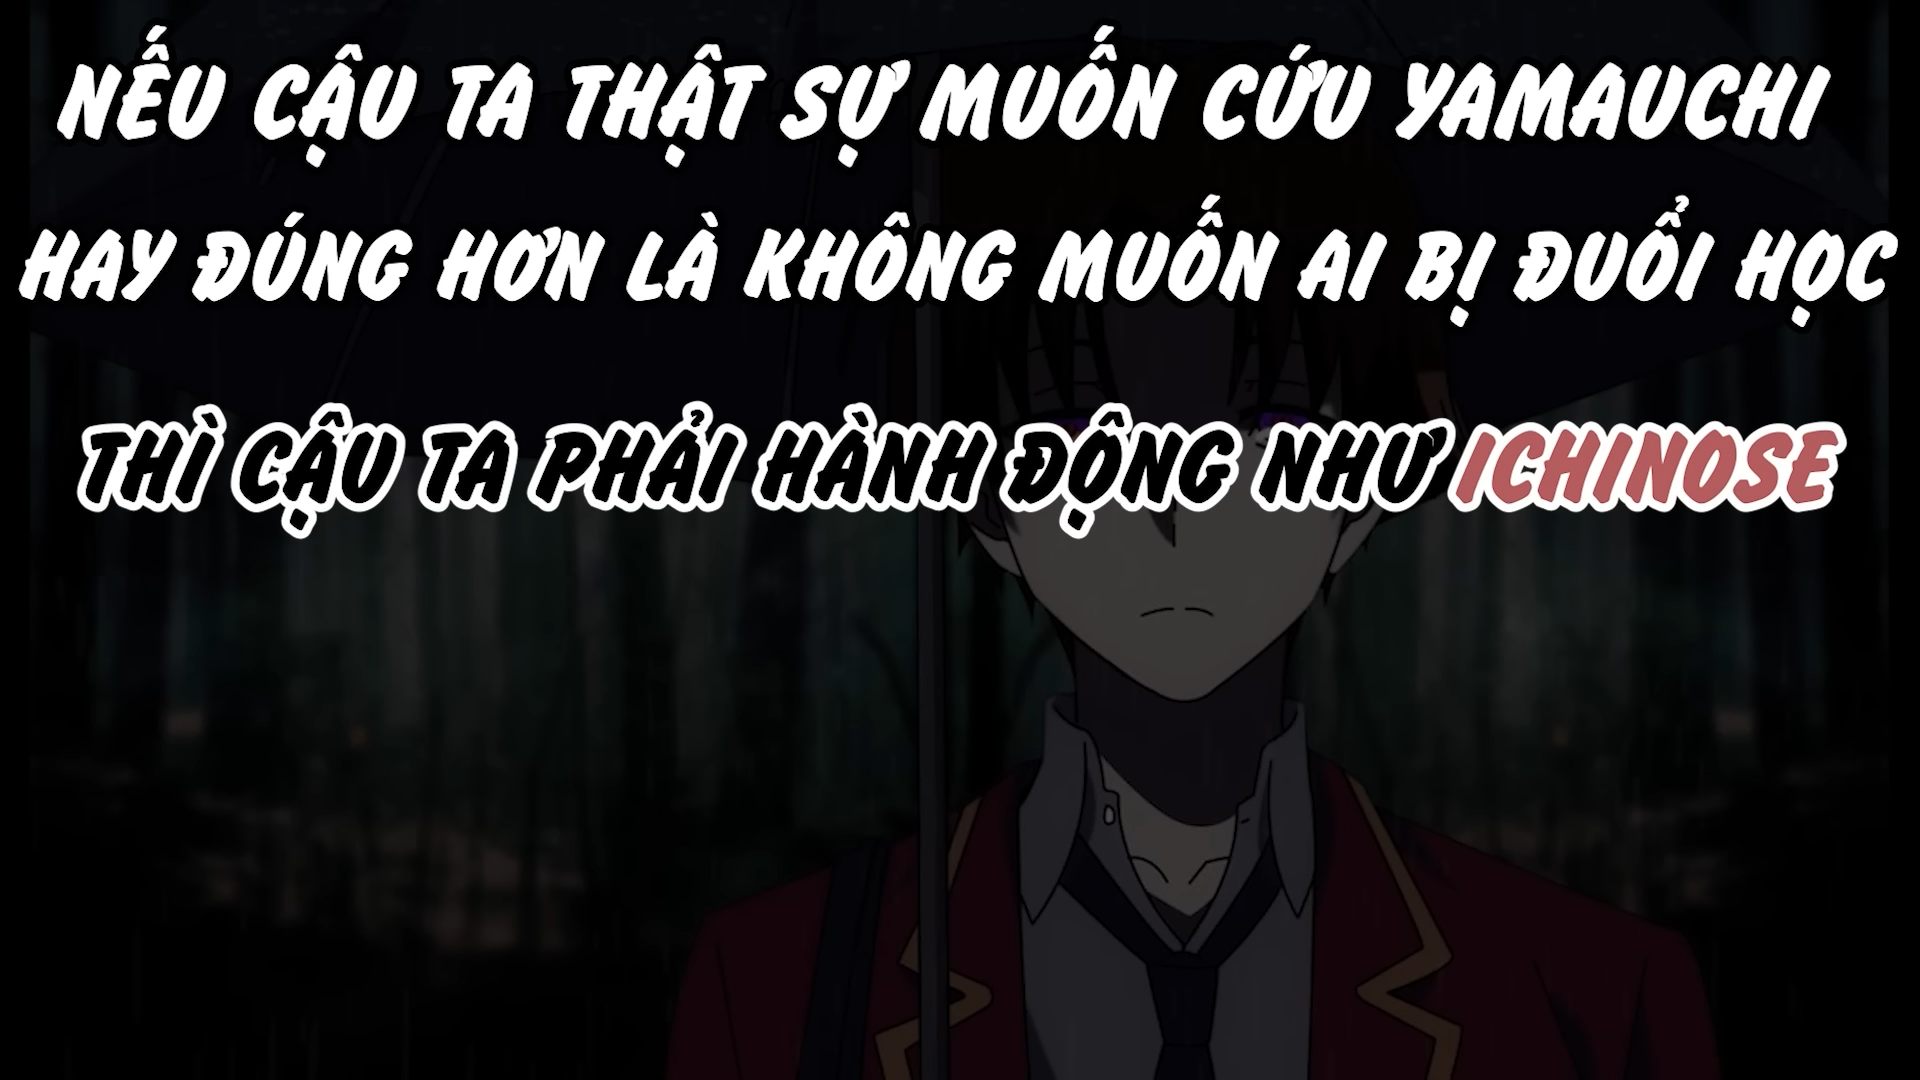 NẾU CẬU TA THẬT SỰ MUỐN CỨU YAMAUCHI
HAY ĐÚNG HƠN LÀ KHÔNG MUỐN AI BỊ ĐUỔI HỌC
THÌ CẬU TA PHẢI HÀNH ĐỘNG NHƯ ICHINOSE